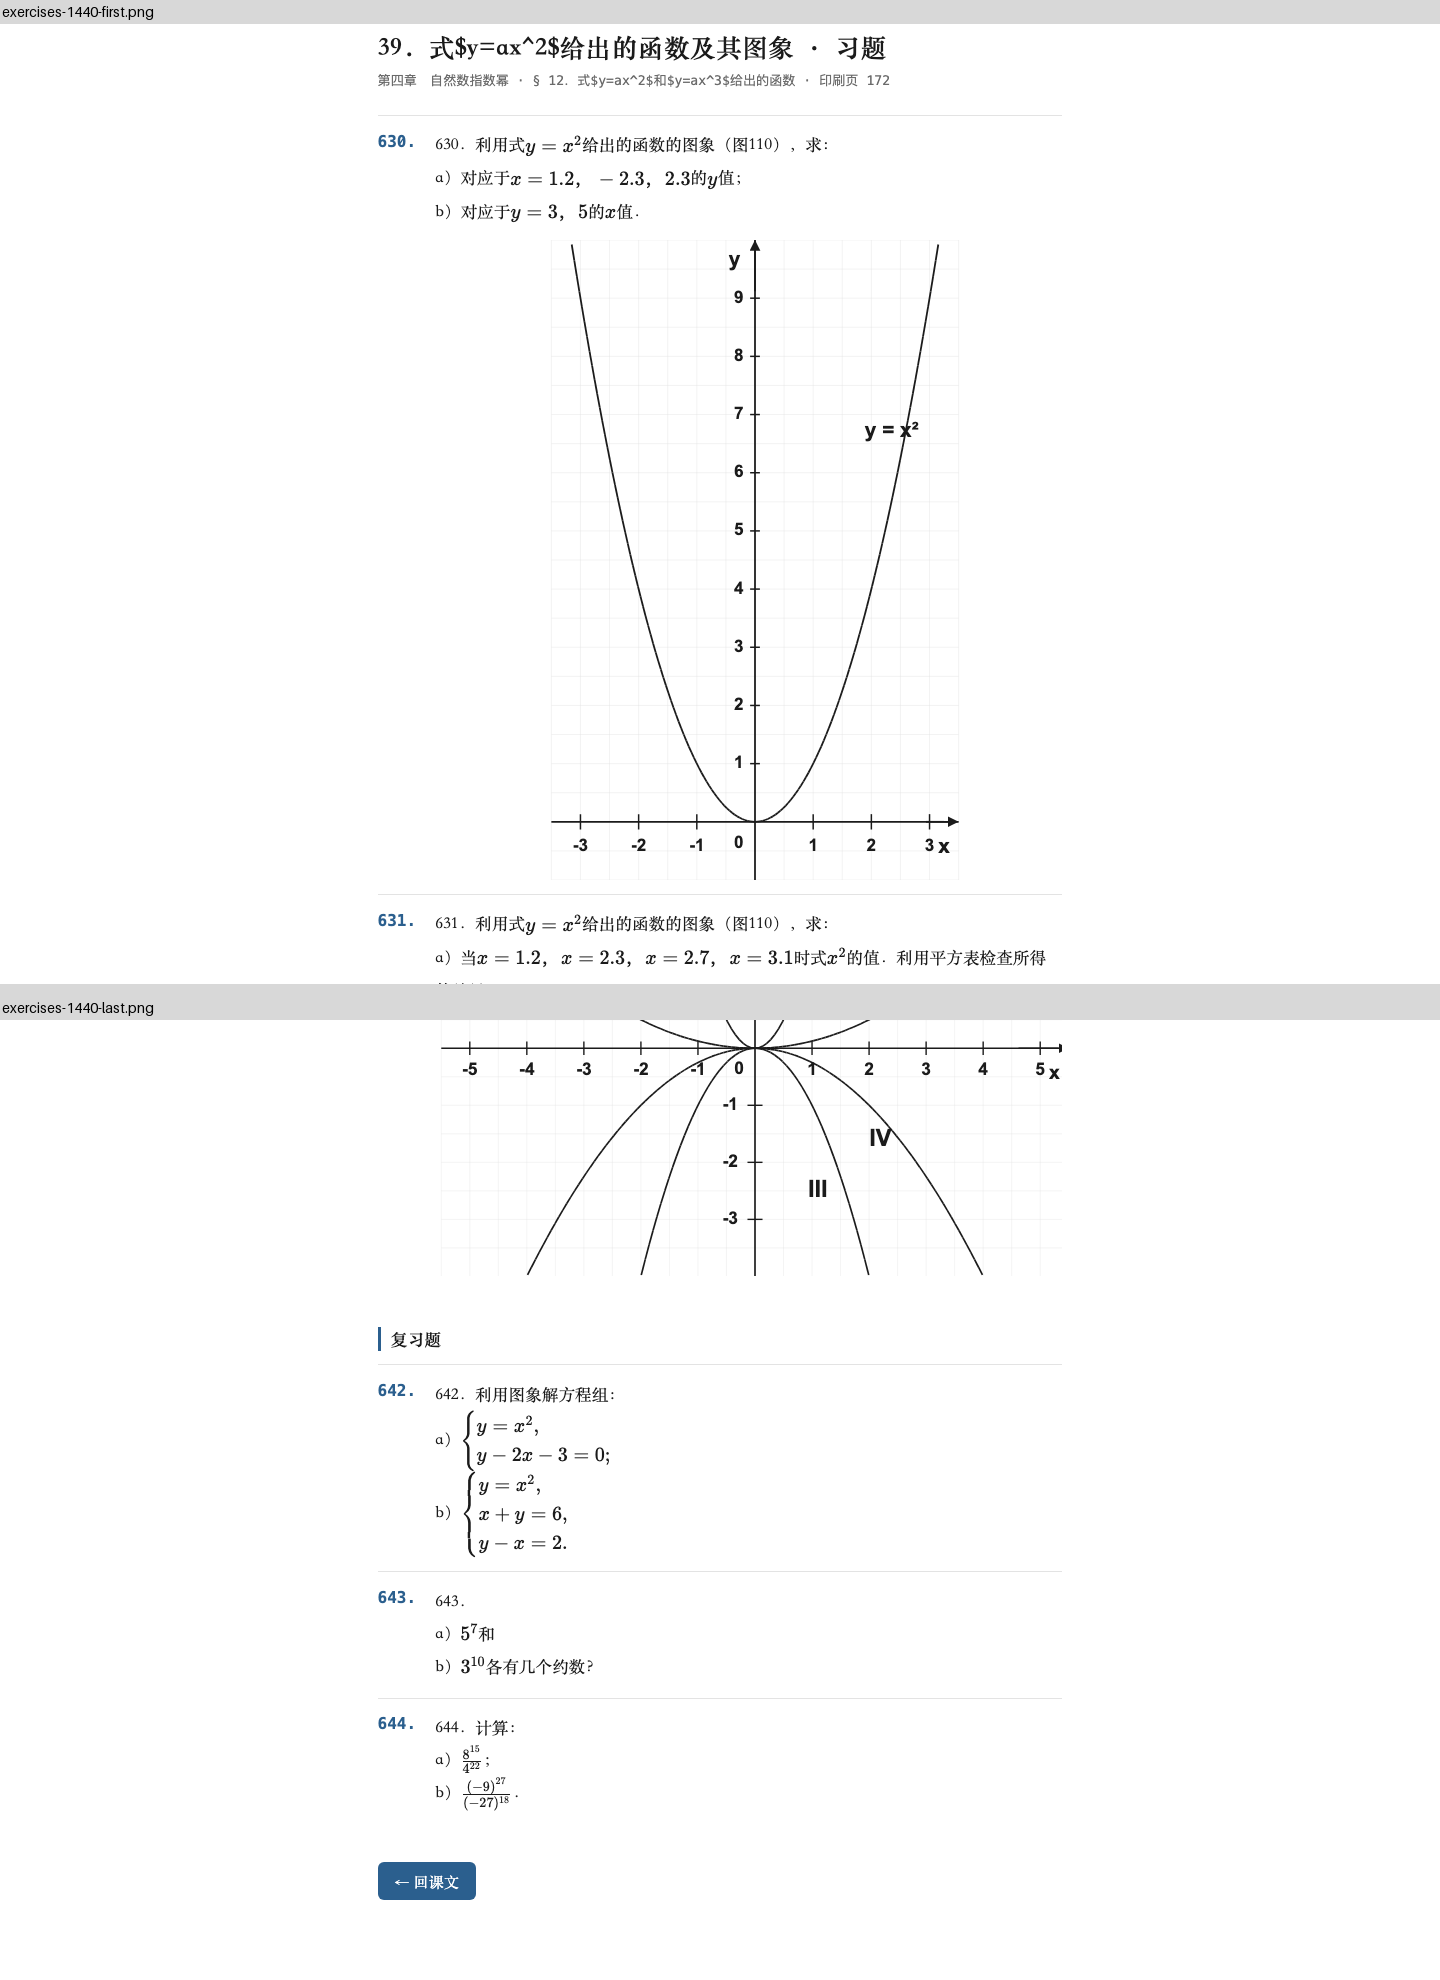 exercises-1440-first.png
39. 式$y=ax^2$给出的函数及其图象 · 习题
第四章 自然数指数幂 · § 12. 式$y=ax^2$和$y=ax^3$给出的函数 · 印刷页 172
630. 630. 利用式y = x²给出的函数的图象（图110）, 求:
a) 对应于x = 1.2, −2.3, 2.3的y值;
b) 对应于y = 3, 5的x值.
y
9
8
7
y = x²
6
5
4
3
2
1
-3 -2 -1 0 1 2 3 x
631. 631. 利用式y = x²给出的函数的图象（图110）, 求:
a) 当x = 1.2, x = 2.3, x = 2.7, x = 3.1时式x²的值. 利用平方表检查所得
exercises-1440-last.png
-5 -4 -3 -2 -1 0 1 2 3 4 5 x
-1
IV
-2
III
-3
复习题
642. 642. 利用图象解方程组:
a) { y = x²,
y − 2x − 3 = 0;
b) { y = x²,
x + y = 6,
y − x = 2.
643. 643.
a) 5⁷和
b) 3¹⁰各有几个约数?
644. 644. 计算:
a) 8¹⁵/4²² ;
b) (−9)²⁷/(−27)¹⁸ .
← 回课文